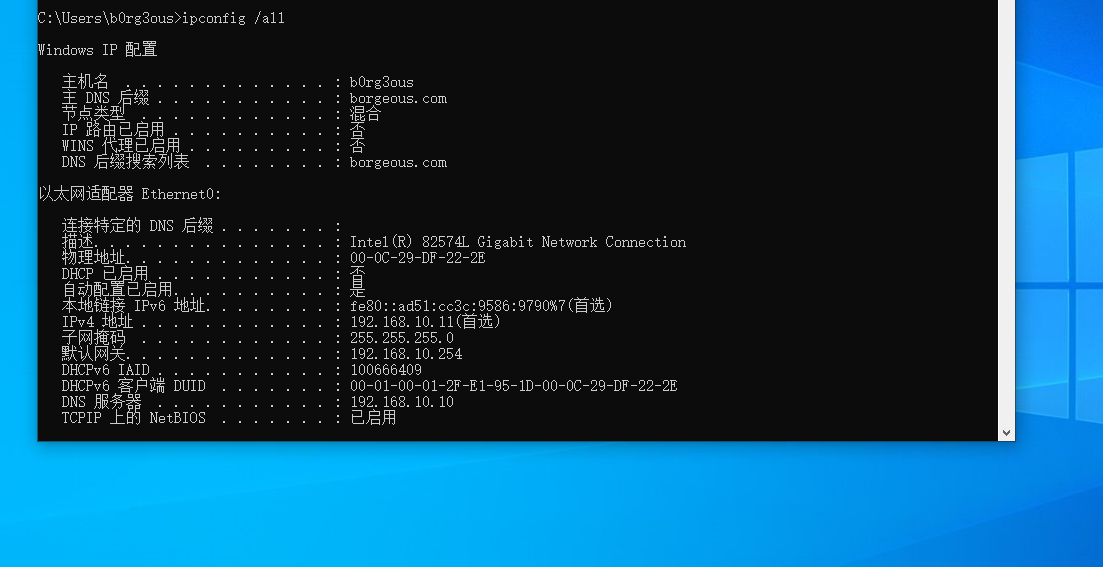 C:\Users\b0rg3ous>ipconfig /all
Windows IP 配置
主机名 . . . . . . . . . . . . . : b0rg3ous
主 DNS 后缀 . . . . . . . . . . . : borgeous.com
节点类型 . . . . . . . . . . . . : 混合
IP 路由已启用 . . . . . . . . . . : 否
WINS 代理已启用 . . . . . . . . . : 否
DNS 后缀搜索列表 . . . . . . . . : borgeous.com
以太网适配器 Ethernet0:
连接特定的 DNS 后缀 . . . . . . . :
描述. . . . . . . . . . . . . . . : Intel(R) 82574L Gigabit Network Connection
物理地址. . . . . . . . . . . . . : 00-0C-29-DF-22-2E
DHCP 已启用 . . . . . . . . . . . : 否
自动配置已启用. . . . . . . . . . : 是
本地链接 IPv6 地址. . . . . . . . : fe80::ad51:cc3c:9586:9790%7(首选)
IPv4 地址 . . . . . . . . . . . . : 192.168.10.11(首选)
子网掩码 . . . . . . . . . . . . : 255.255.255.0
默认网关. . . . . . . . . . . . . : 192.168.10.254
DHCPv6 IAID . . . . . . . . . . . : 100666409
DHCPv6 客户端 DUID . . . . . . . : 00-01-00-01-2F-E1-95-1D-00-0C-29-DF-22-2E
DNS 服务器 . . . . . . . . . . . : 192.168.10.10
TCPIP 上的 NetBIOS . . . . . . . : 已启用